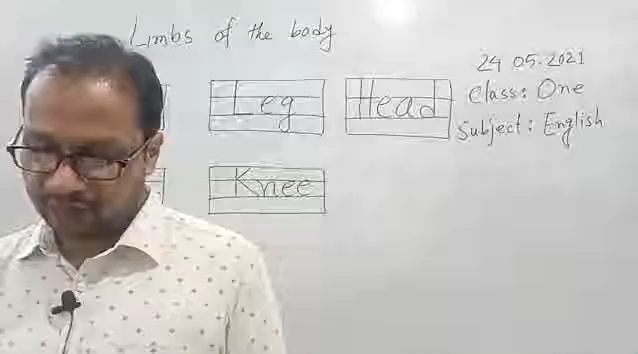 Limbs of the body
24 05.2021
Class: One
Subject: English
Leg
Head
Knee